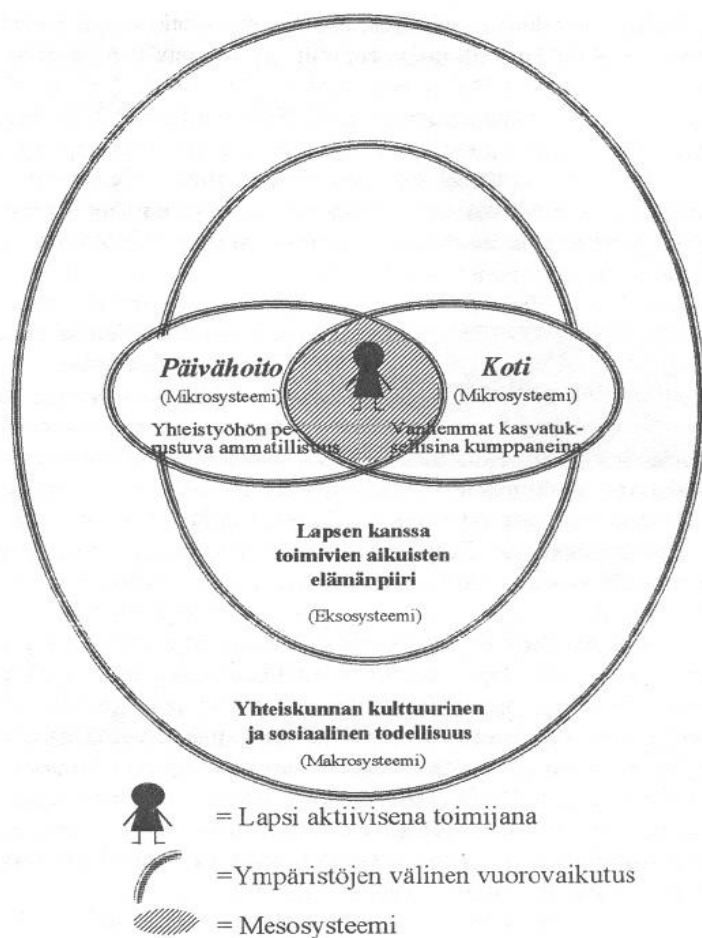 Päivähoito
(Mikrosysteemi)
Yhteistyöhön pe-
rustuva ammatillisuus
Koti
(Mikrosysteemi)
Vanhemmat kasvatuk-
sellisina kumppaneina
Lapsen kanssa
toimivien aikuisten
elämänpiiri
(Eksosysteemi)
Yhteiskunnan kulttuurinen
ja sosiaalinen todellisuus
(Makrosysteemi)
= Lapsi aktiivisena toimijana
=Ympäristöjen välinen vuorovaikutus
= Mesosysteemi